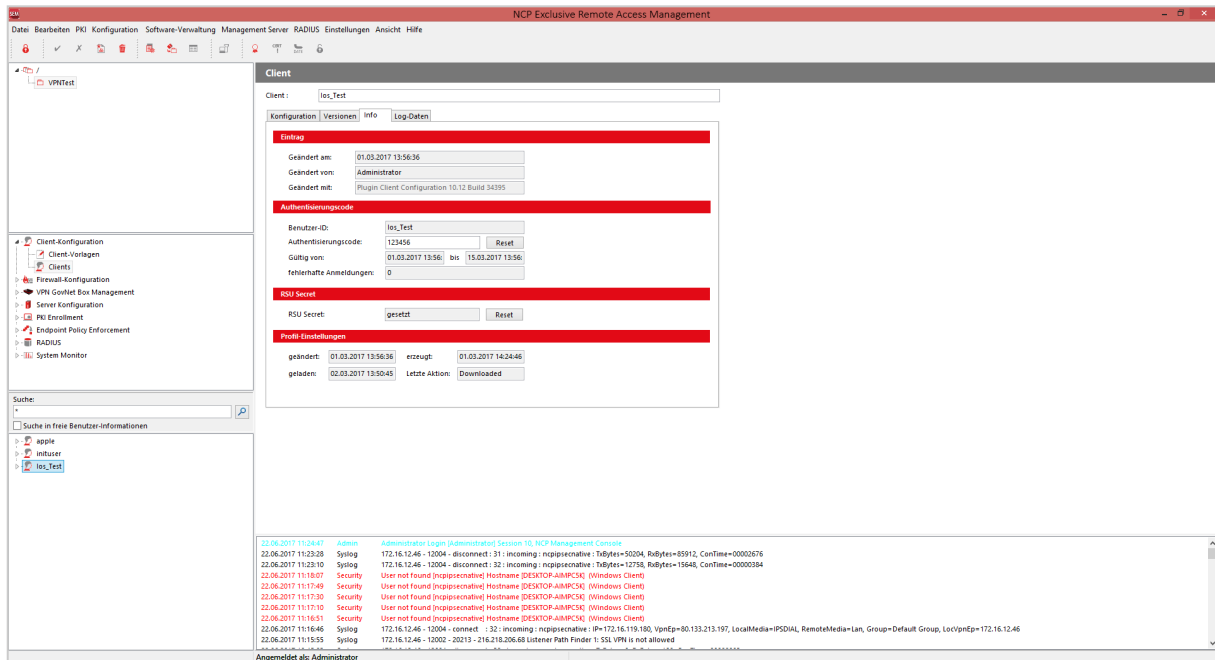 SEM
NCP Exclusive Remote Access Management
Datei Bearbeiten PKI Konfiguration Software-Verwaltung Management Server RADIUS Einstellungen Ansicht Hilfe
/
VPNTest
Client-Konfiguration
Client-Vorlagen
Clients
Firewall-Konfiguration
VPN GovNet Box Management
Server Konfiguration
PKI Enrollment
Endpoint Policy Enforcement
RADIUS
System Monitor
Suche:
*
Suche in freie Benutzer-Informationen
apple
inituser
Ios_Test
Client
Client : Ios_Test
Konfiguration Versionen Info Log-Daten
Eintrag
Geändert am: 01.03.2017 13:56:36
Geändert von: Administrator
Geändert mit: Plugin Client Configuration 10.12 Build 34395
Authentisierungscode
Benutzer-ID: Ios_Test
Authentisierungscode: 123456 Reset
Gültig von: 01.03.2017 13:56: bis 15.03.2017 13:56:
fehlerhafte Anmeldungen: 0
RSU Secret
RSU Secret: gesetzt Reset
Profil-Einstellungen
geändert: 01.03.2017 13:56:36 erzeugt: 01.03.2017 14:24:46
geladen: 02.03.2017 13:50:45 Letzte Aktion: Downloaded
22.06.2017 11:24:47 Admin Administrator Login [Administrator] Session 10, NCP Management Console
22.06.2017 11:23:28 Syslog 172.16.12.46 - 12004 - disconnect : 31 : incoming : ncpipsecnative : TxBytes=50204, RxBytes=85912, ConTime=00002676
22.06.2017 11:23:10 Syslog 172.16.12.46 - 12004 - disconnect : 32 : incoming : ncpipsecnative : TxBytes=12758, RxBytes=15648, ConTime=00000384
22.06.2017 11:18:07 Security User not found [ncpipsecnative] Hostname [DESKTOP-AIMPC5K] (Windows Client)
22.06.2017 11:17:49 Security User not found [ncpipsecnative] Hostname [DESKTOP-AIMPC5K] (Windows Client)
22.06.2017 11:17:30 Security User not found [ncpipsecnative] Hostname [DESKTOP-AIMPC5K] (Windows Client)
22.06.2017 11:17:10 Security User not found [ncpipsecnative] Hostname [DESKTOP-AIMPC5K] (Windows Client)
22.06.2017 11:16:51 Security User not found [ncpipsecnative] Hostname [DESKTOP-AIMPC5K] (Windows Client)
22.06.2017 11:16:46 Syslog 172.16.12.46 - 12004 - connect : 32 : incoming : ncpipsecnative : IP=172.16.119.180, VpnEp=80.133.213.197, LocalMedia=IPSDIAL, RemoteMedia=Lan, Group=Default Group, LocVpnEp=172.16.12.46
22.06.2017 11:15:55 Syslog 172.16.12.46 - 12002 - 20213 - 216.218.206.68 Listener Path Finder 1: SSL VPN is not allowed
Angemeldet als: Administrator